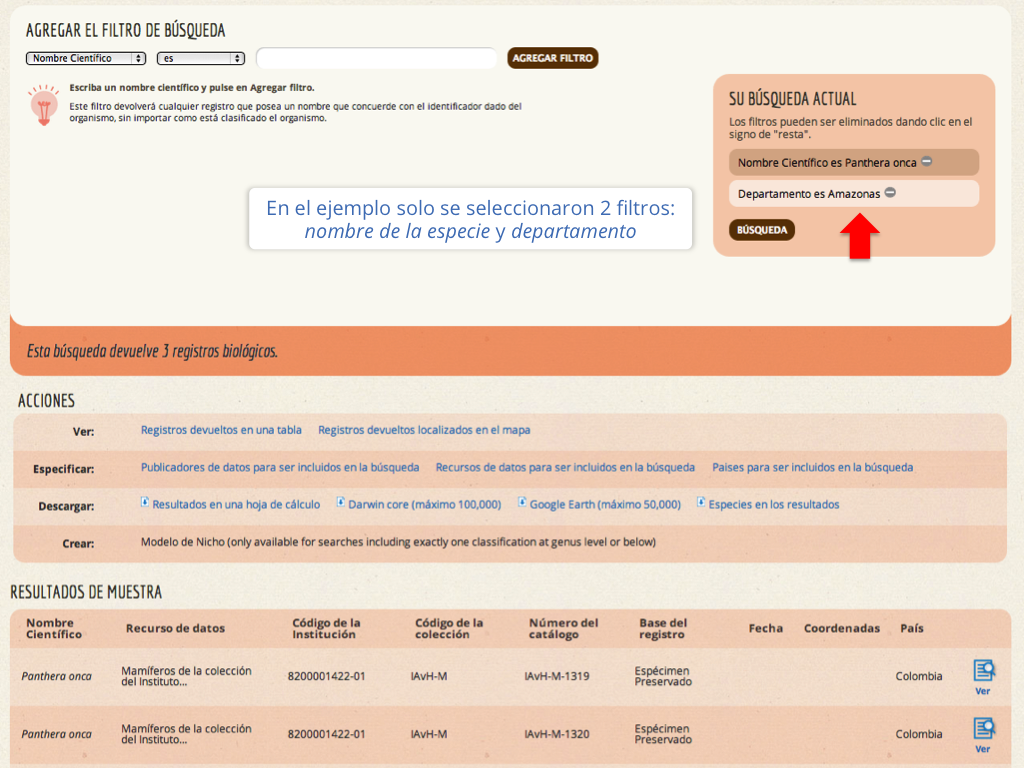 AGREGAR EL FILTRO DE BÚSQUEDA
Nombre Científico es AGREGAR FILTRO
Escriba un nombre científico y pulse en Agregar filtro.
Este filtro devolverá cualquier registro que posea un nombre que concuerde con el identificador dado del
organismo, sin importar como está clasificado el organismo.
SU BÚSQUEDA ACTUAL
Los filtros pueden ser eliminados dando clic en el
signo de "resta".
Nombre Científico es Panthera onca
Departamento es Amazonas
BÚSQUEDA
En el ejemplo solo se seleccionaron 2 filtros:
nombre de la especie y departamento
Esta búsqueda devuelve 3 registros biológicos.
ACCIONES
Ver: Registros devueltos en una tabla Registros devueltos localizados en el mapa
Especificar: Publicadores de datos para ser incluidos en la búsqueda Recursos de datos para ser incluidos en la búsqueda Paises para ser incluidos en la búsqueda
Descargar: Resultados en una hoja de cálculo Darwin core (máximo 100,000) Google Earth (máximo 50,000) Especies en los resultados
Crear: Modelo de Nicho (only available for searches including exactly one classification at genus level or below)
RESULTADOS DE MUESTRA
Nombre Científico Recurso de datos Código de la Institución Código de la colección Número del catálogo Base del registro Fecha Coordenadas País
Panthera onca Mamíferos de la colección del Instituto... 8200001422-01 IAvH-M IAvH-M-1319 Espécimen Preservado Colombia Ver
Panthera onca Mamíferos de la colección del Instituto... 8200001422-01 IAvH-M IAvH-M-1320 Espécimen Preservado Colombia Ver